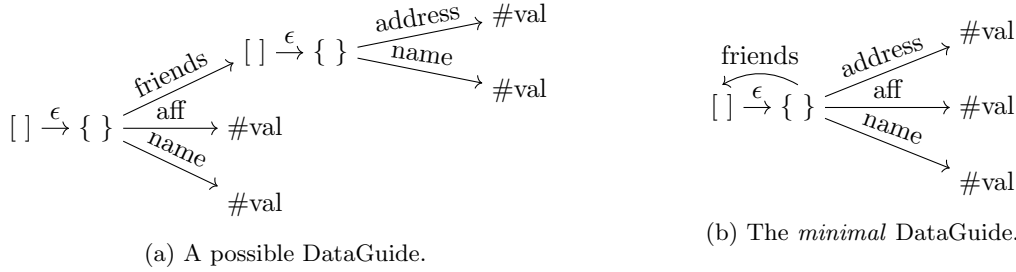 [ ] ϵ { } friends [ ] ϵ { } address #val
name #val
aff #val
name #val
(a) A possible DataGuide.
friends
[ ] ϵ { } address #val
aff #val
name #val
(b) The minimal DataGuide.